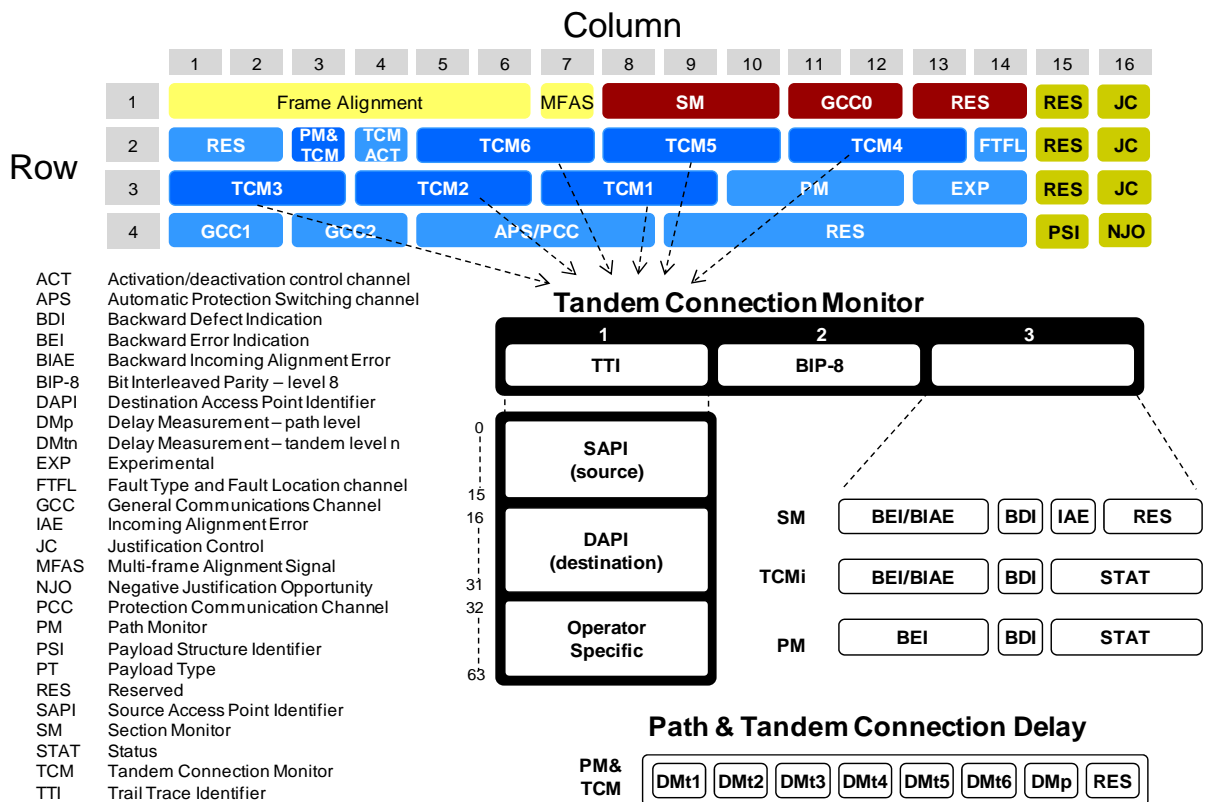 Column
1 2 3 4 5 6 7 8 9 10 11 12 13 14 15 16
1 Frame Alignment MFAS SM GCC0 RES RES JC
Row
2 RES PM& TCM TCM ACT TCM6 TCM5 TCM4 FTFL RES JC
3 TCM3 TCM2 TCM1 PM EXP RES JC
4 GCC1 GCC2 APS/PCC RES PSI NJO
ACT Activation/deactivation control channel
APS Automatic Protection Switching channel
BDI Backward Defect Indication
BEI Backward Error Indication
BIAE Backward Incoming Alignment Error
BIP-8 Bit Interleaved Parity – level 8
DAPI Destination Access Point Identifier
DMp Delay Measurement – path level
DMtn Delay Measurement – tandem level n
EXP Experimental
FTFL Fault Type and Fault Location channel
GCC General Communications Channel
IAE Incoming Alignment Error
JC Justification Control
MFAS Multi-frame Alignment Signal
NJO Negative Justification Opportunity
PCC Protection Communication Channel
PM Path Monitor
PSI Payload Structure Identifier
PT Payload Type
RES Reserved
SAPI Source Access Point Identifier
SM Section Monitor
STAT Status
TCM Tandem Connection Monitor
TTI Trail Trace Identifier
Tandem Connection Monitor
1 2 3
TTI BIP-8
0
SAPI
(source)
15
16
DAPI
(destination)
31
32
Operator
Specific
63
SM BEI/BIAE BDI IAE RES
TCMi BEI/BIAE BDI STAT
PM BEI BDI STAT
Path & Tandem Connection Delay
PM&
TCM
DMt1 DMt2 DMt3 DMt4 DMt5 DMt6 DMp RES